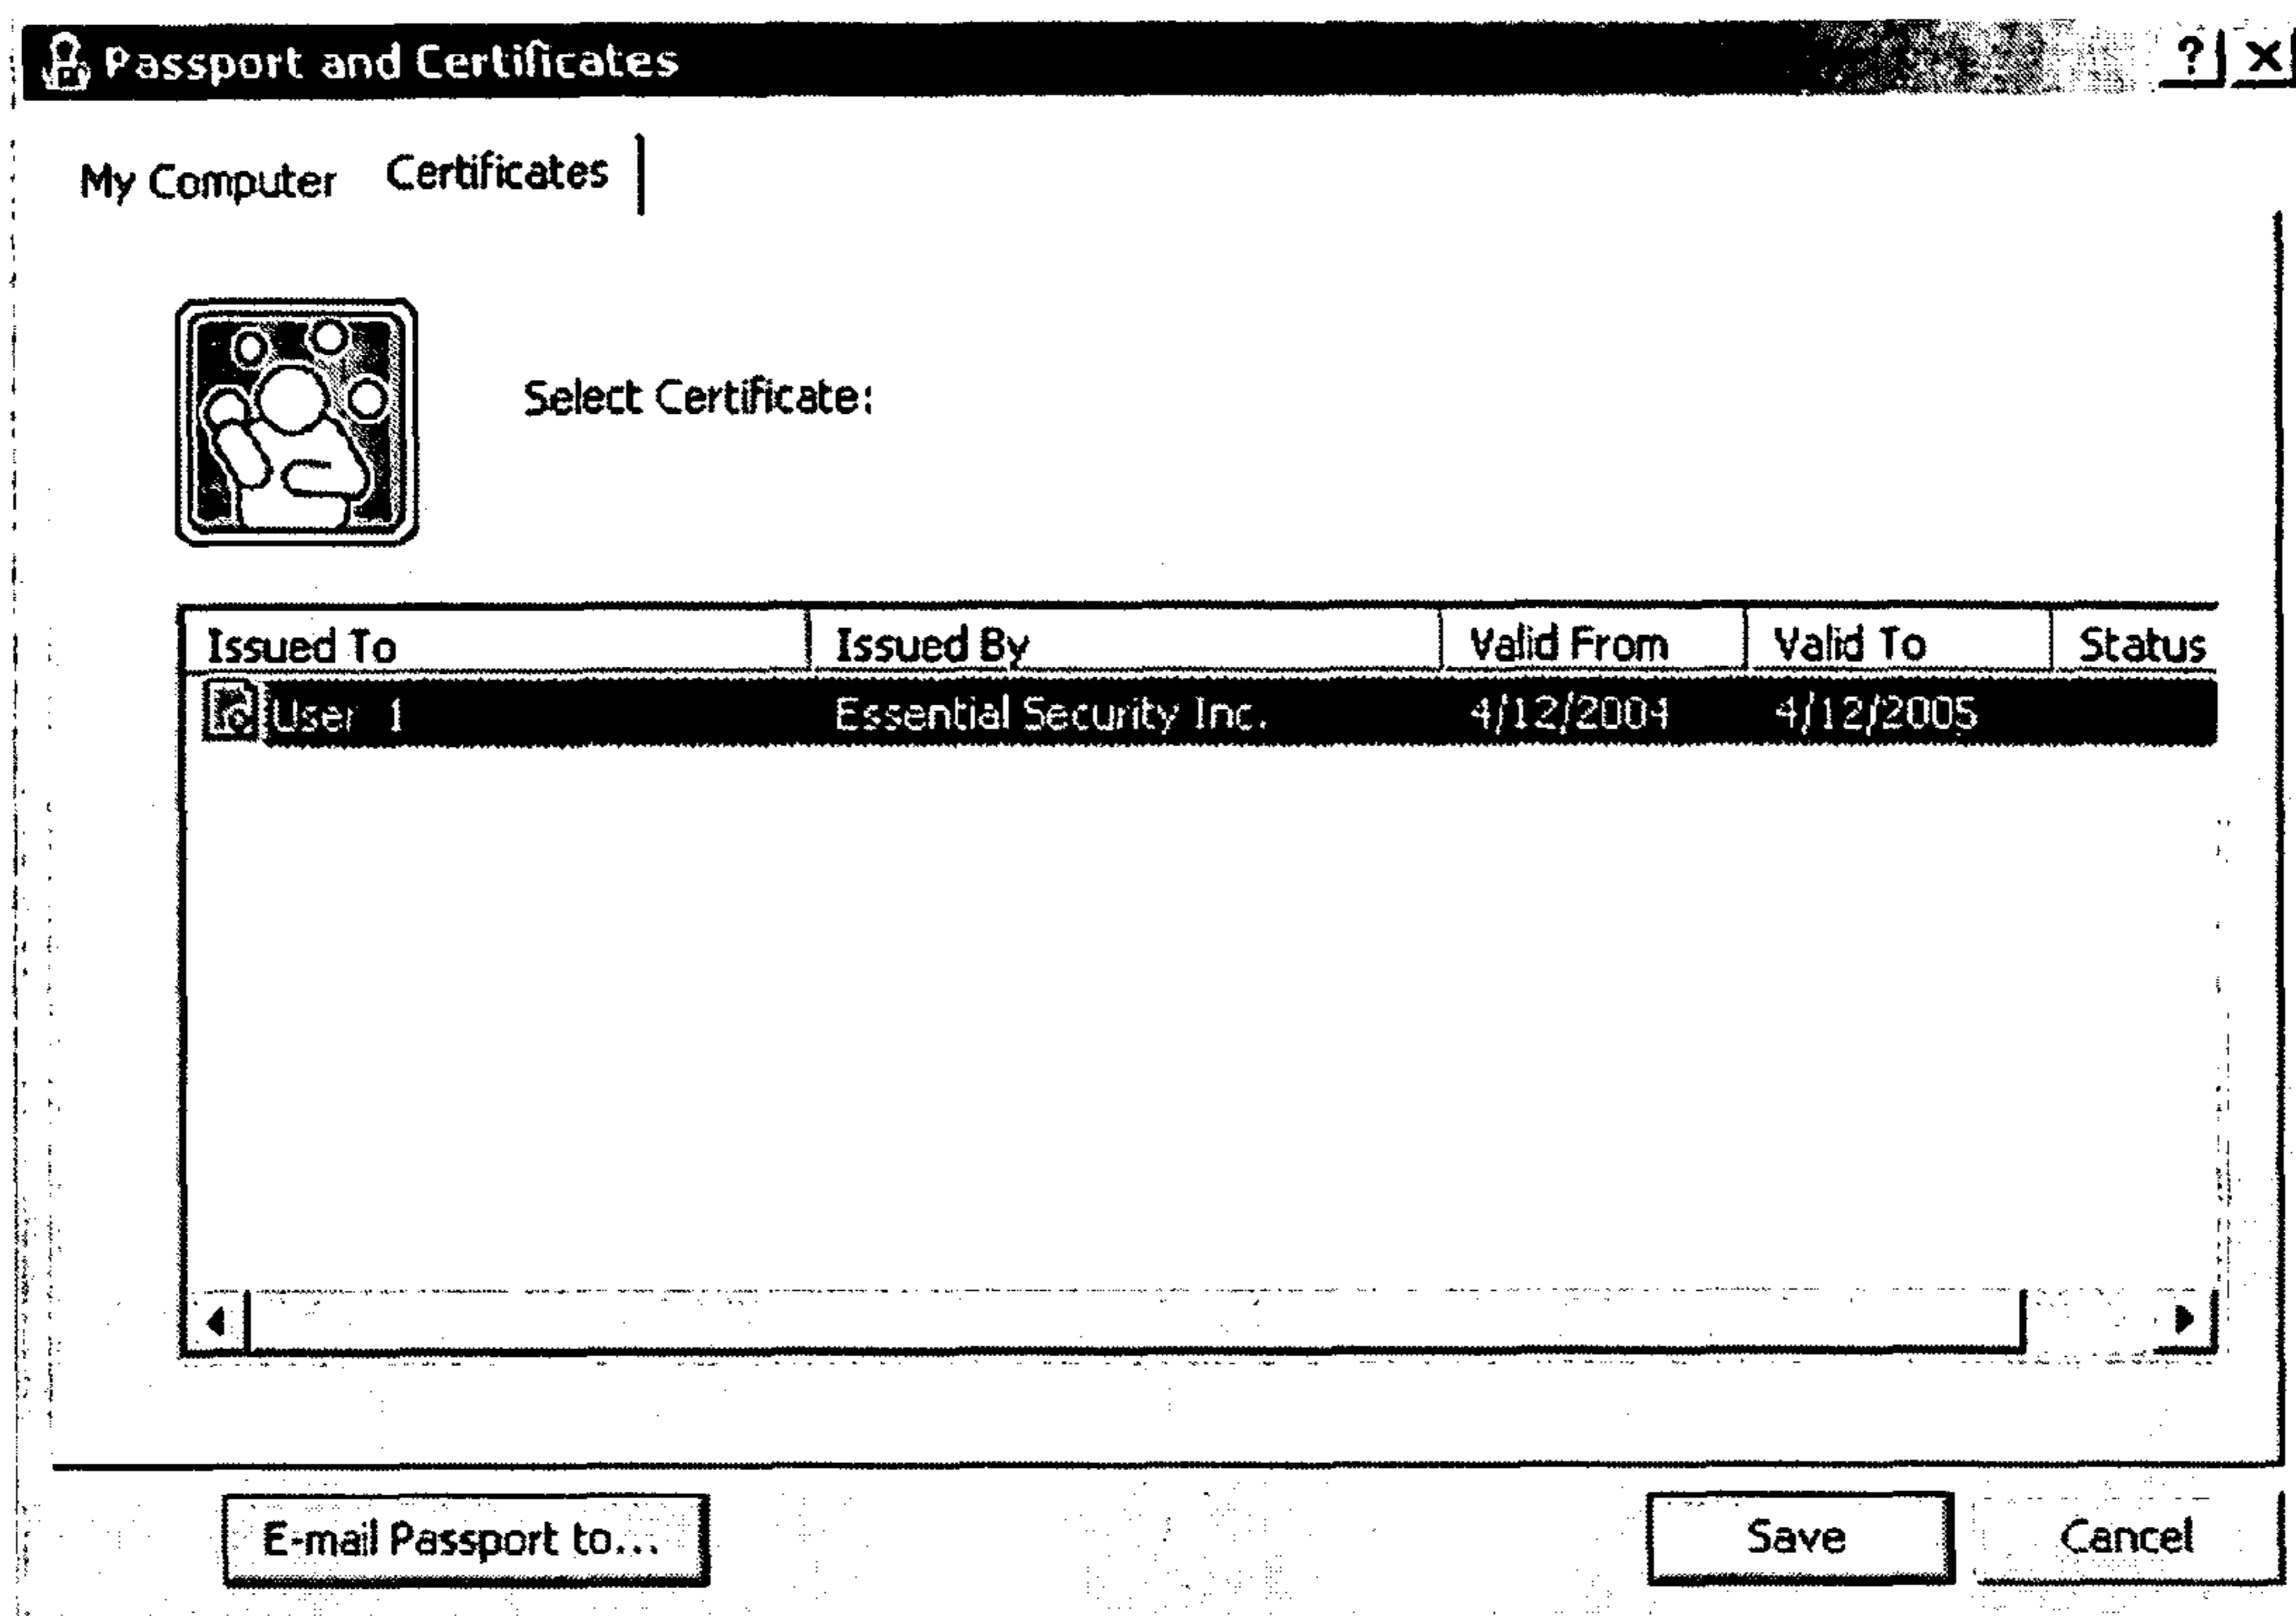 Passport and Certificates ? X
My Computer Certificates
Select Certificate:
Issued To Issued By Valid From Valid To Status
User 1 Essential Security Inc. 4/12/2004 4/12/2005
E-mail Passport to... Save Cancel